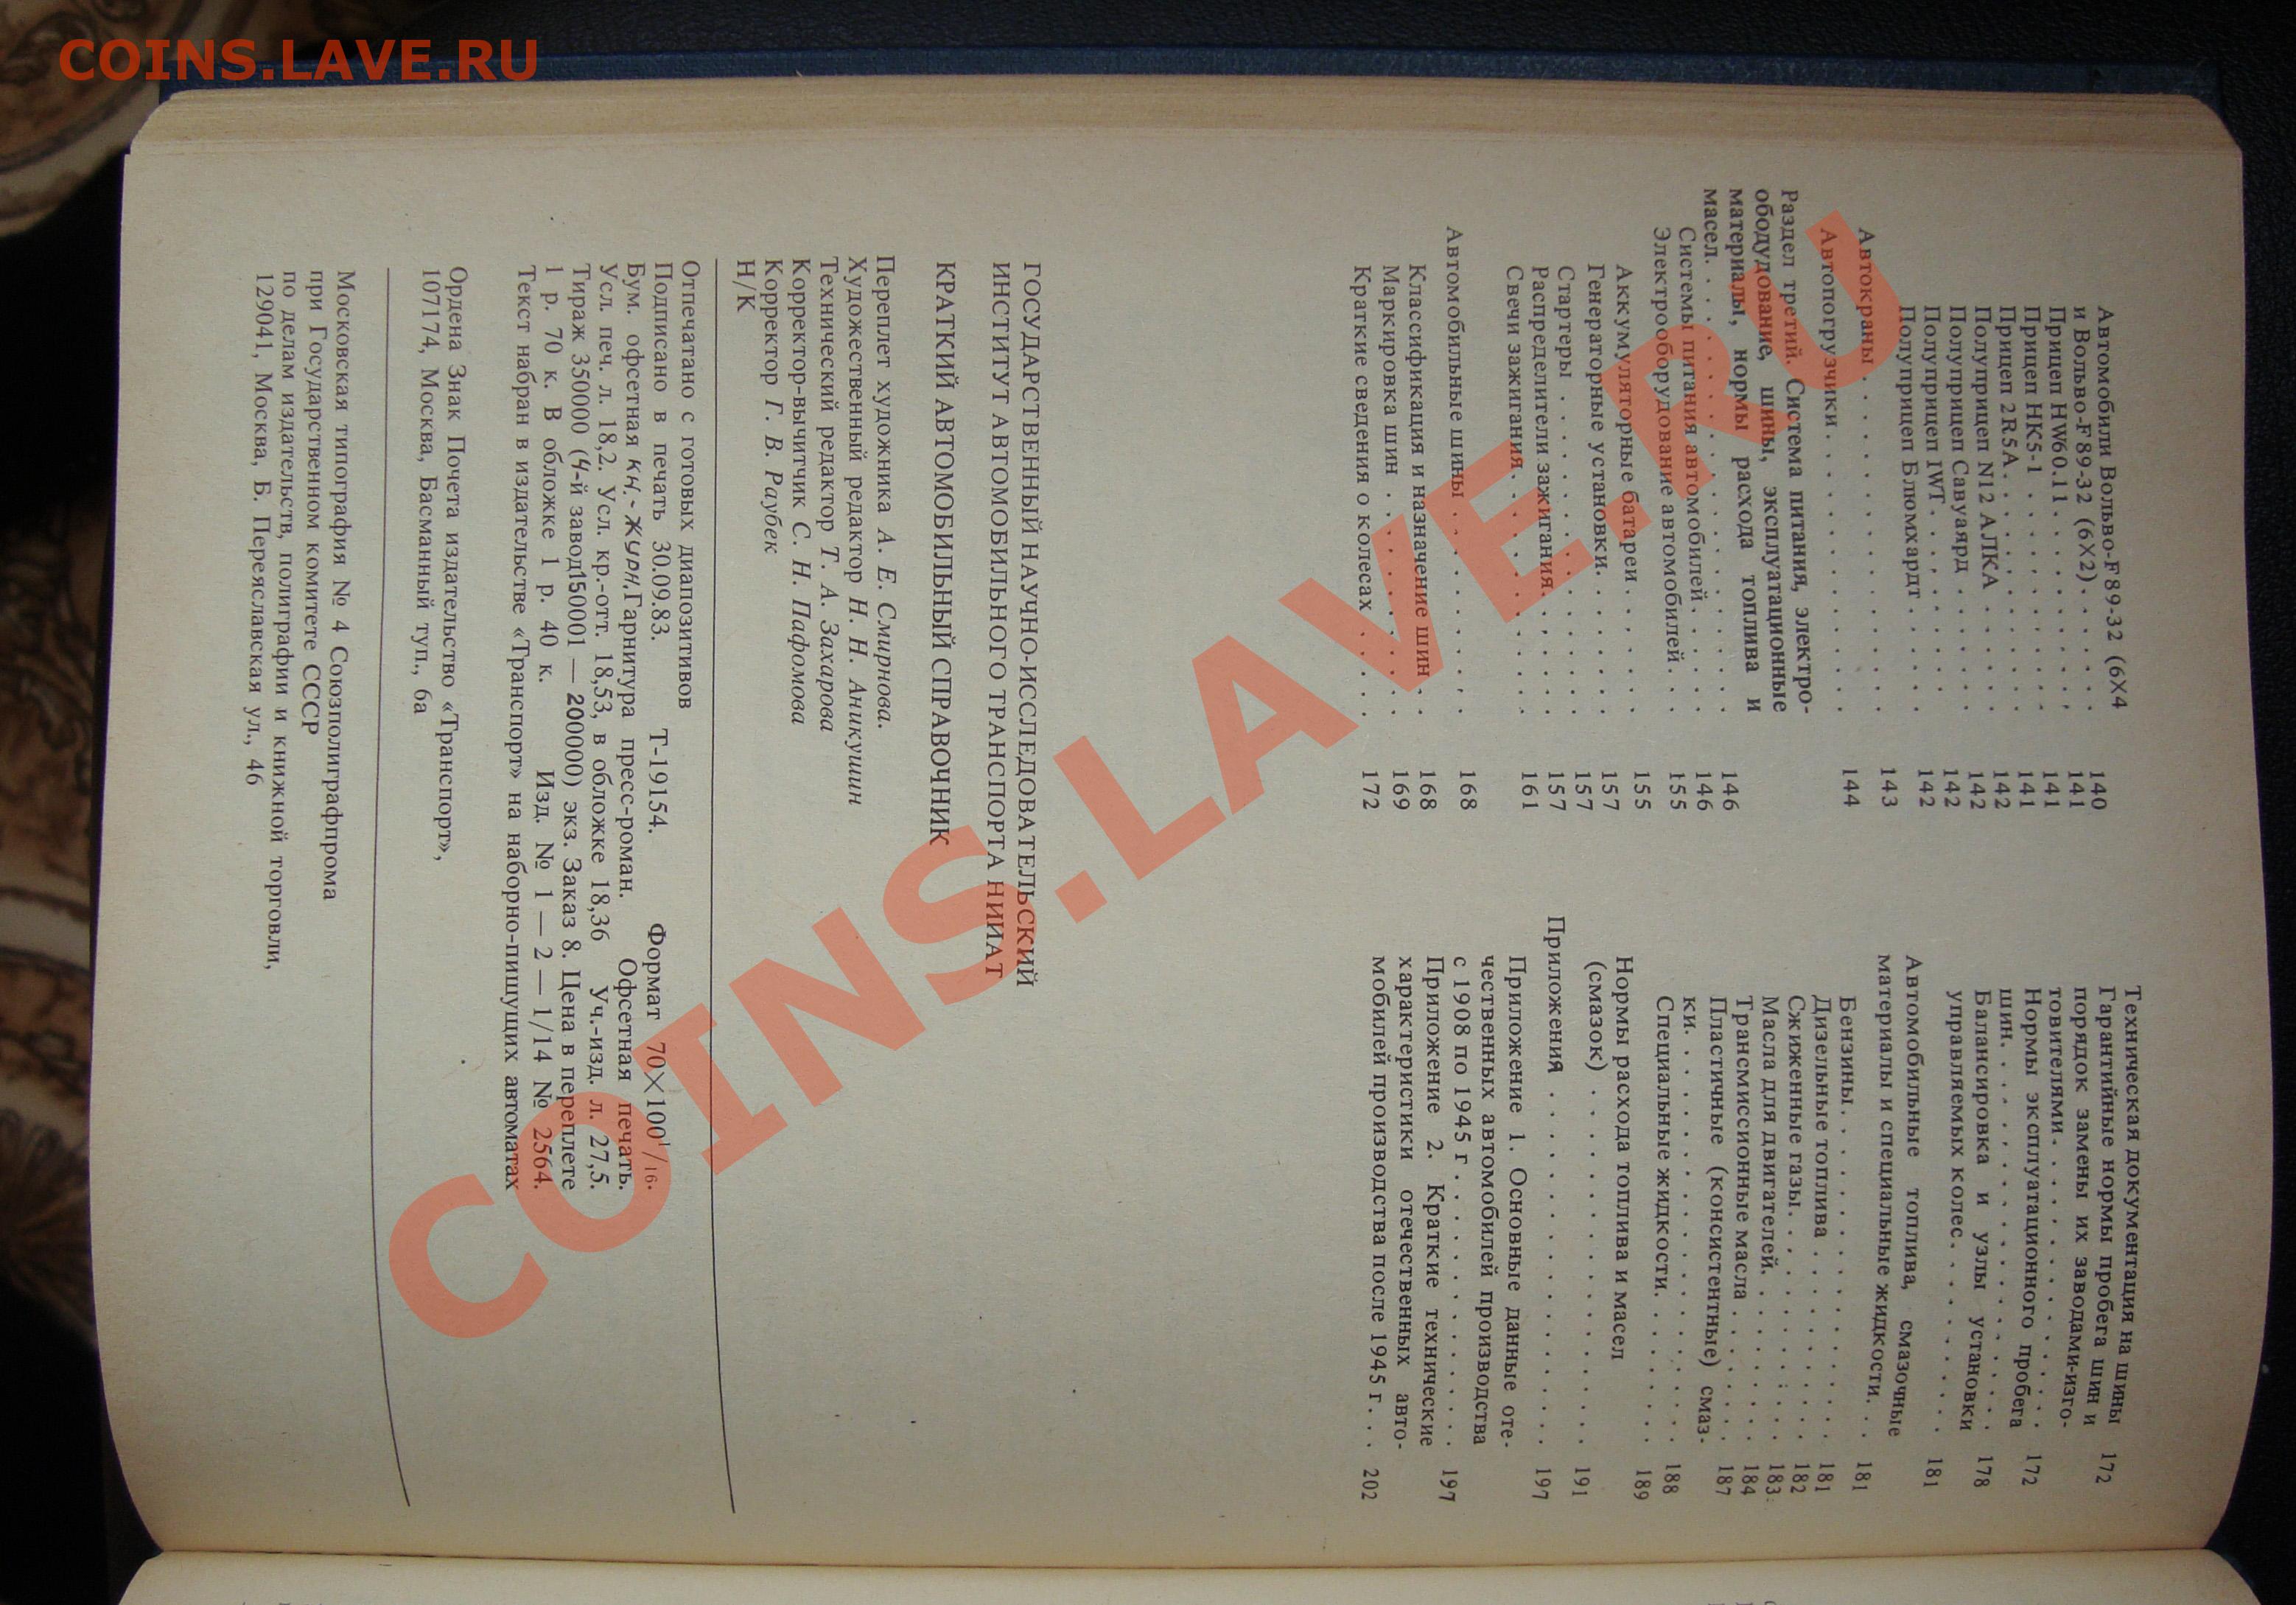 COINS.LAVE.RU
Автомобили Вольво-F89-32 (6X4
и Вольво-F89-32 (6X2). . . . . .
140
Прицеп HW60.11. . . . . . . .
141
Прицеп НК5-1 . . . . . . . .
141
Прицеп 2R5A. . . . . . . . .
141
Полуприцеп N12 АЛКА . . . . .
142
Полуприцеп Савуаярд . . . . . .
142
Полуприцеп IWT. . . . . . . .
142
Полуприцеп Блюмхардт . . . . .
142
Автокраны . . . . . . . . . . . . .
143
Автопогрузчики . . . . . . . . . . .
144
Раздел третий. Система питания, электро-
ободудование, шины, эксплуатационные
материалы, нормы расхода топлива и
масел. . . . . . . . . . . . . . . . .
146
Системы питания автомобилей. . . . .
146
Электрооборудование автомобилей. . .
155
Аккумуляторные батареи . . . . . .
155
Генераторные установки. . . . . . .
157
Стартеры . . . . . . . . . . . . .
157
Распределители зажигания. . . . . .
157
Свечи зажигания. . . . . . . . . .
161
Автомобильные шины . . . . . . . . .
168
Классификация и назначение шин . .
168
Маркировка шин . . . . . . . . . .
169
Краткие сведения о колесах . . . . .
172
Техническая документация на шины
172
Гарантийные нормы пробега шин и
порядок замены их заводами-изго-
товителями. . . . . . . . . . . .
172
Нормы эксплуатационного пробега
шин. . . . . . . . . . . . . . .
178
Балансировка и узлы установки
управляемых колес. . . . . . . . .
181
Автомобильные топлива, смазочные
материалы и специальные жидкости. . .
181
Бензины. . . . . . . . . . . . .
181
Дизельные топлива . . . . . . . .
182
Сжиженные газы. . . . . . . . .
183
Масла для двигателей. . . . . . .
184
Трансмиссионные масла . . . . . .
187
Пластичные (консистентные) смаз-
ки. . . . . . . . . . . . . . .
188
Специальные жидкости. . . . . . .
189
Нормы расхода топлива и масел
(смазок) . . . . . . . . . . . . . .
191
Приложения . . . . . . . . . . . . .
197
Приложение 1. Основные данные оте-
чественных автомобилей производства
с 1908 по 1945 г . . . . . . . . . . .
197
Приложение 2. Краткие технические
характеристики отечественных авто-
мобилей производства после 1945 г . . .
202
ГОСУДАРСТВЕННЫЙ НАУЧНО-ИССЛЕДОВАТЕЛЬСКИЙ
ИНСТИТУТ АВТОМОБИЛЬНОГО ТРАНСПОРТА НИИАТ
КРАТКИЙ АВТОМОБИЛЬНЫЙ СПРАВОЧНИК
Переплет художника А. Е. Смирнова.
Художественный редактор Н. Н. Аникушин
Технический редактор Т. А. Захарова
Корректор-вычитчик С. Н. Пафомова
Корректор Г. В. Раубек
Н/К
Отпечатано с готовых диапозитивов
Подписано в печать 30.09.83. Т-19154. Формат 70X100¹/₁₆.
Бум. офсетная кн.-журн. Гарнитура пресс-роман. Офсетная печать.
Усл. печ. л. 18,2. Усл. кр.-отт. 18,53, в обложке 18,36 Уч.-изд. л. 27,5.
Тираж 350000 (4-й завод 150001 — 200000) экз. Заказ 8. Цена в переплете
1 р. 70 к. В обложке 1 р. 40 к. Изд. № 1 — 2 — 1/14 № 2564.
Текст набран в издательстве «Транспорт» на наборно-пишущих автоматах
Ордена Знак Почета издательство «Транспорт»,
107174, Москва, Басманный туп., 6а
Московская типография № 4 Союзполиграфпрома
при Государственном комитете СССР
по делам издательств, полиграфии и книжной торговли,
129041, Москва, Б. Переяславская ул., 46
COINS.LAVE.RU